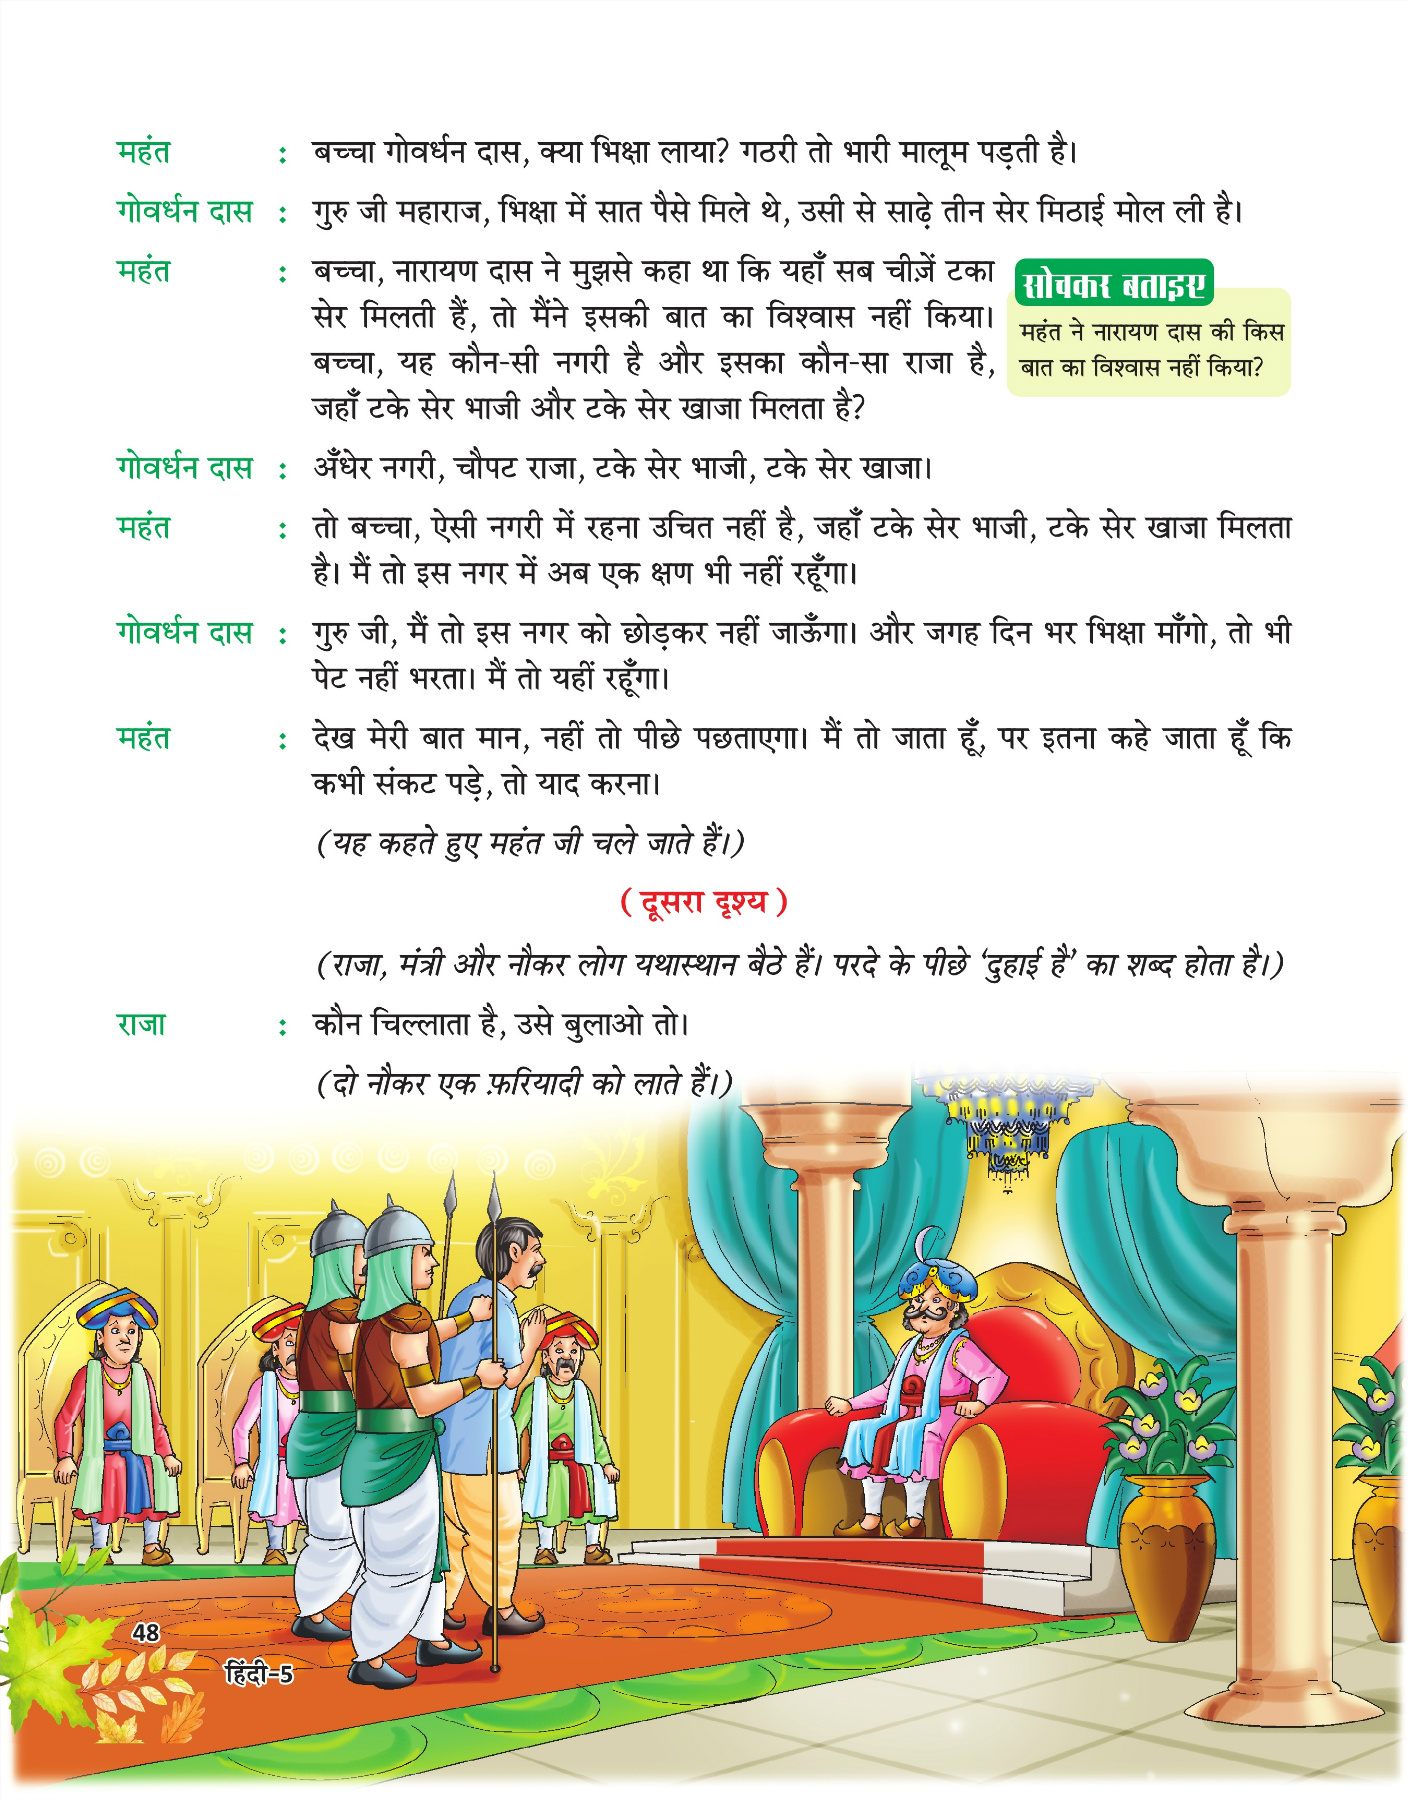 महंत : बच्चा गोवर्धन दास, क्या भिक्षा लाया? गठरी तो भारी मालूम पड़ती है।
गोवर्धन दास : गुरु जी महाराज, भिक्षा में सात पैसे मिले थे, उसी से साढ़े तीन सेर मिठाई मोल ली है।
महंत : बच्चा, नारायण दास ने मुझसे कहा था कि यहाँ सब चीज़ें टका
सेर मिलती हैं, तो मैंने इसकी बात का विश्वास नहीं किया।
बच्चा, यह कौन-सी नगरी है और इसका कौन-सा राजा है,
जहाँ टके सेर भाजी और टके सेर खाजा मिलता है?
सोचकर बताइए
महंत ने नारायण दास की किस
बात का विश्वास नहीं किया?
गोवर्धन दास : अँधेर नगरी, चौपट राजा, टके सेर भाजी, टके सेर खाजा।
महंत : तो बच्चा, ऐसी नगरी में रहना उचित नहीं है, जहाँ टके सेर भाजी, टके सेर खाजा मिलता
है। मैं तो इस नगर में अब एक क्षण भी नहीं रहूँगा।
गोवर्धन दास : गुरु जी, मैं तो इस नगर को छोड़कर नहीं जाऊँगा। और जगह दिन भर भिक्षा माँगो, तो भी
पेट नहीं भरता। मैं तो यहीं रहूँगा।
महंत : देख मेरी बात मान, नहीं तो पीछे पछताएगा। मैं तो जाता हूँ, पर इतना कहे जाता हूँ कि
कभी संकट पड़े, तो याद करना।
(यह कहते हुए महंत जी चले जाते हैं।)
( दूसरा दृश्य )
(राजा, मंत्री और नौकर लोग यथास्थान बैठे हैं। परदे के पीछे ‘दुहाई है’ का शब्द होता है।)
राजा : कौन चिल्लाता है, उसे बुलाओ तो।
(दो नौकर एक फ़रियादी को लाते हैं।)
48
हिंदी-5